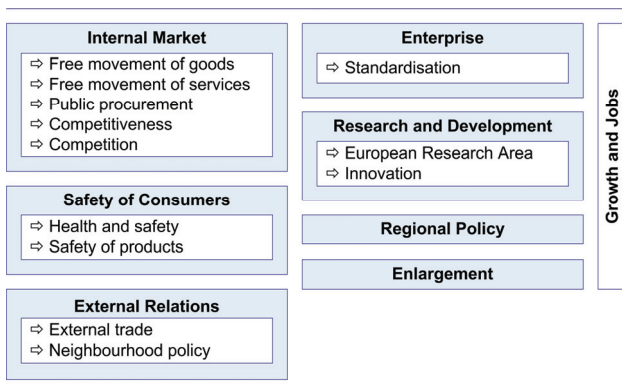 Internal Market
⇨ Free movement of goods
⇨ Free movement of services
⇨ Public procurement
⇨ Competitiveness
⇨ Competition
Safety of Consumers
⇨ Health and safety
⇨ Safety of products
External Relations
⇨ External trade
⇨ Neighbourhood policy
Enterprise
⇨ Standardisation
Research and Development
⇨ European Research Area
⇨ Innovation
Regional Policy
Enlargement
Growth and Jobs